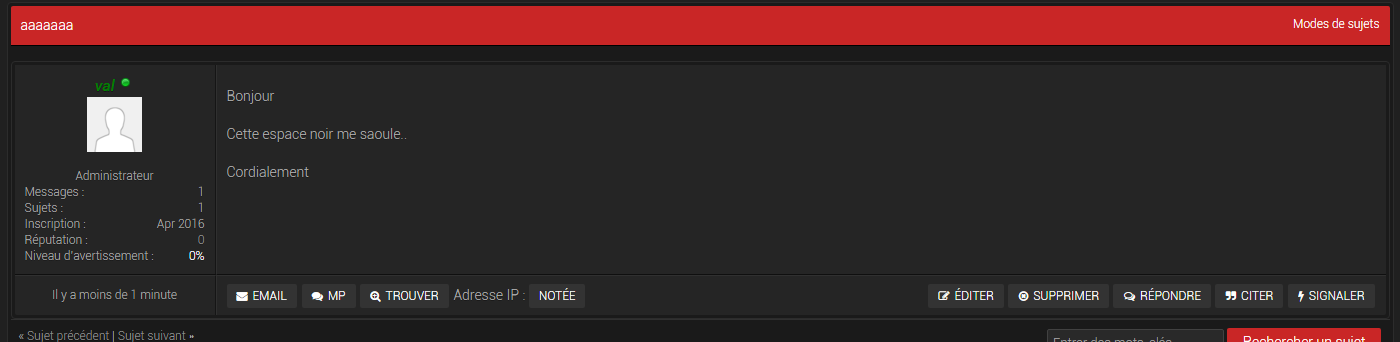 aaaaaaa Modes de sujets
val
Bonjour
Cette espace noir me saoule..
Cordialement
Administrateur
Messages : 1
Sujets : 1
Inscription : Apr 2016
Réputation : 0
Niveau d'avertissement : 0%
Il y a moins de 1 minute EMAIL MP TROUVER Adresse IP : NOTÉE ÉDITER SUPPRIMER RÉPONDRE CITER SIGNALER
« Sujet précédent | Sujet suivant » Entrer des mots-clés Rechercher un sujet